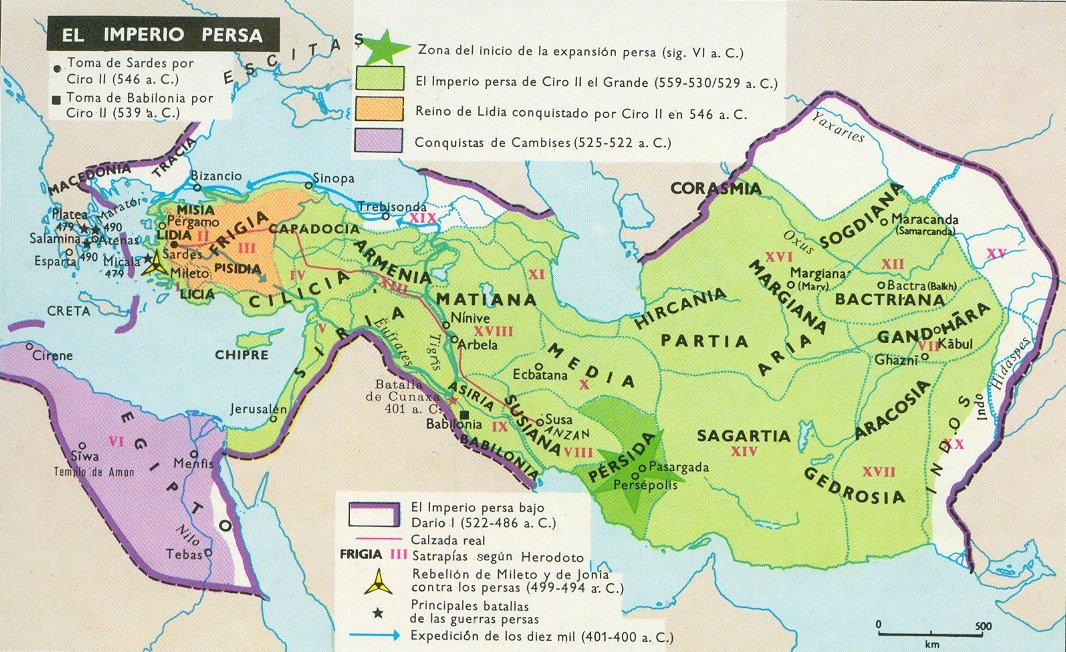 EL IMPERIO PERSA
Toma de Sardes por
Ciro II (546 a. C.)
Toma de Babilonia por
Ciro II (539 a. C.)
Zona del inicio de la expansión persa (sig. VI a. C.)
El Imperio persa de Ciro II el Grande (559-530/529 a. C.)
Reino de Lidia conquistado por Ciro II en 546 a. C.
Conquistas de Cambises (525-522 a. C.)
ESCITAS
MACEDONIA
TRACIA
Bizancio
Sinopa
Trebisonda
XIX
Platea
479
Maratón
490
Salamina
490
Atenas
Esparta
Micala
479
MISIA
Pérgamo
LIDIA
II
Sardes
Mileto
FRIGIA
III
PISIDIA
LICIA
CAPADOCIA
CILICIA
IV
ARMENIA
XIII
MATIANA
XI
XVIII
CRETA
CHIPRE
V
SIRIA
Éufrates
Tigris
Nínive
Arbela
Batalla
de Cunaxa
401 a. C.
ASIRIA
IX
Babilonia
BABILONIA
Jerusalén
MEDIA
Ecbatana
X
SUSIANA
Susa
ANZAN
VIII
PÉRSIDA
Pasargada
Persépolis
Cirene
EGIPTO
VI
Sîwa
Templo de Amon
Menfis
Nilo
Tebas
CORASMIA
Yaxartes
SOGDIANA
Maracanda
(Samarcanda)
Oxus
XVI
XII
XV
MARGIANA
Margiana
(Marv)
Bactra (Balkh)
BACTRIANA
HIRCANIA
PARTIA
ARIA
GANDHĀRA
VII
Kâbul
Ghazni
ARACOSIA
Hidaspes
Indo
INDOS
XX
SAGARTIA
XIV
XVII
GEDROSIA
El Imperio persa bajo
Darío I (522-486 a. C.)
Calzada real
FRIGIA III Satrapías según Herodoto
Rebelión de Mileto y de Jonia
contra los persas (499-494 a. C.)
Principales batallas
de las guerras persas
Expedición de los diez mil (401-400 a. C.)
0 500
km